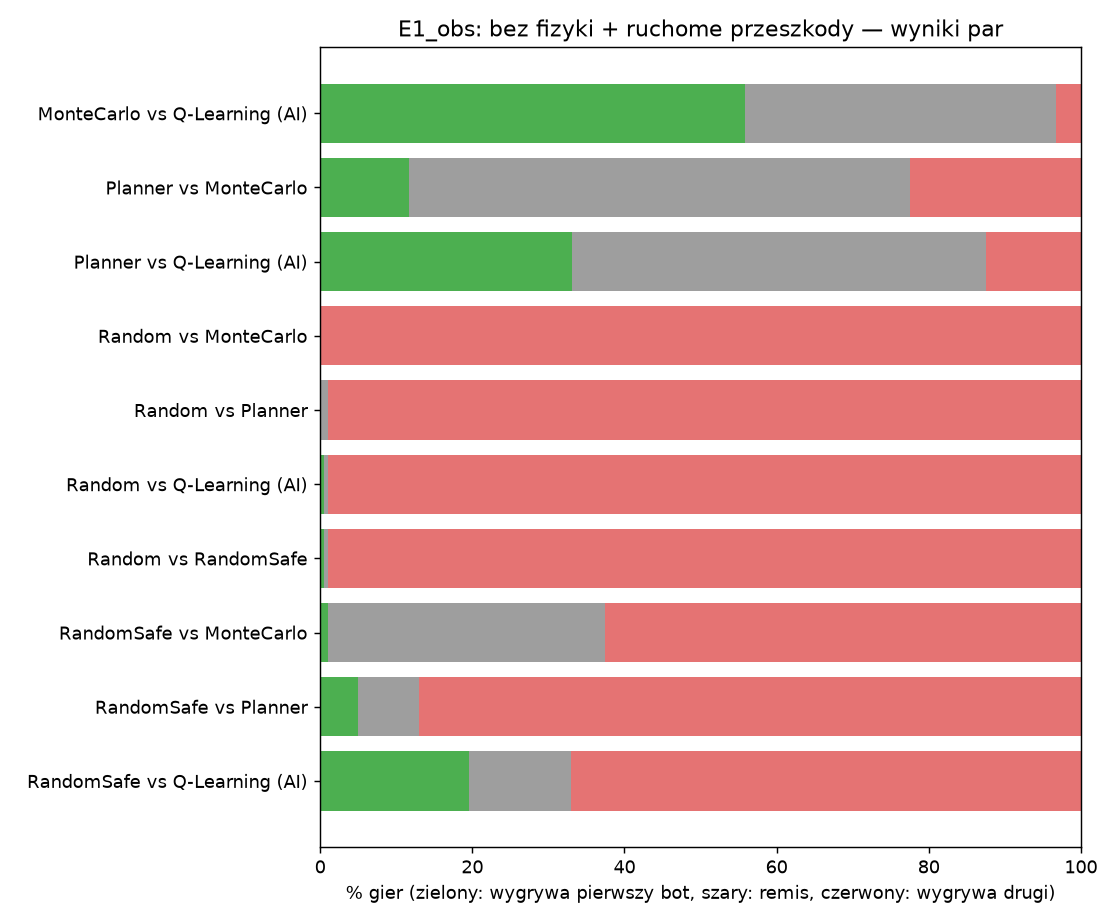 E1_obs: bez fizyki + ruchome przeszkody — wyniki par
MonteCarlo vs Q-Learning (AI)
Planner vs MonteCarlo
Planner vs Q-Learning (AI)
Random vs MonteCarlo
Random vs Planner
Random vs Q-Learning (AI)
Random vs RandomSafe
RandomSafe vs MonteCarlo
RandomSafe vs Planner
RandomSafe vs Q-Learning (AI)
0 20 40 60 80 100
% gier (zielony: wygrywa pierwszy bot, szary: remis, czerwony: wygrywa drugi)